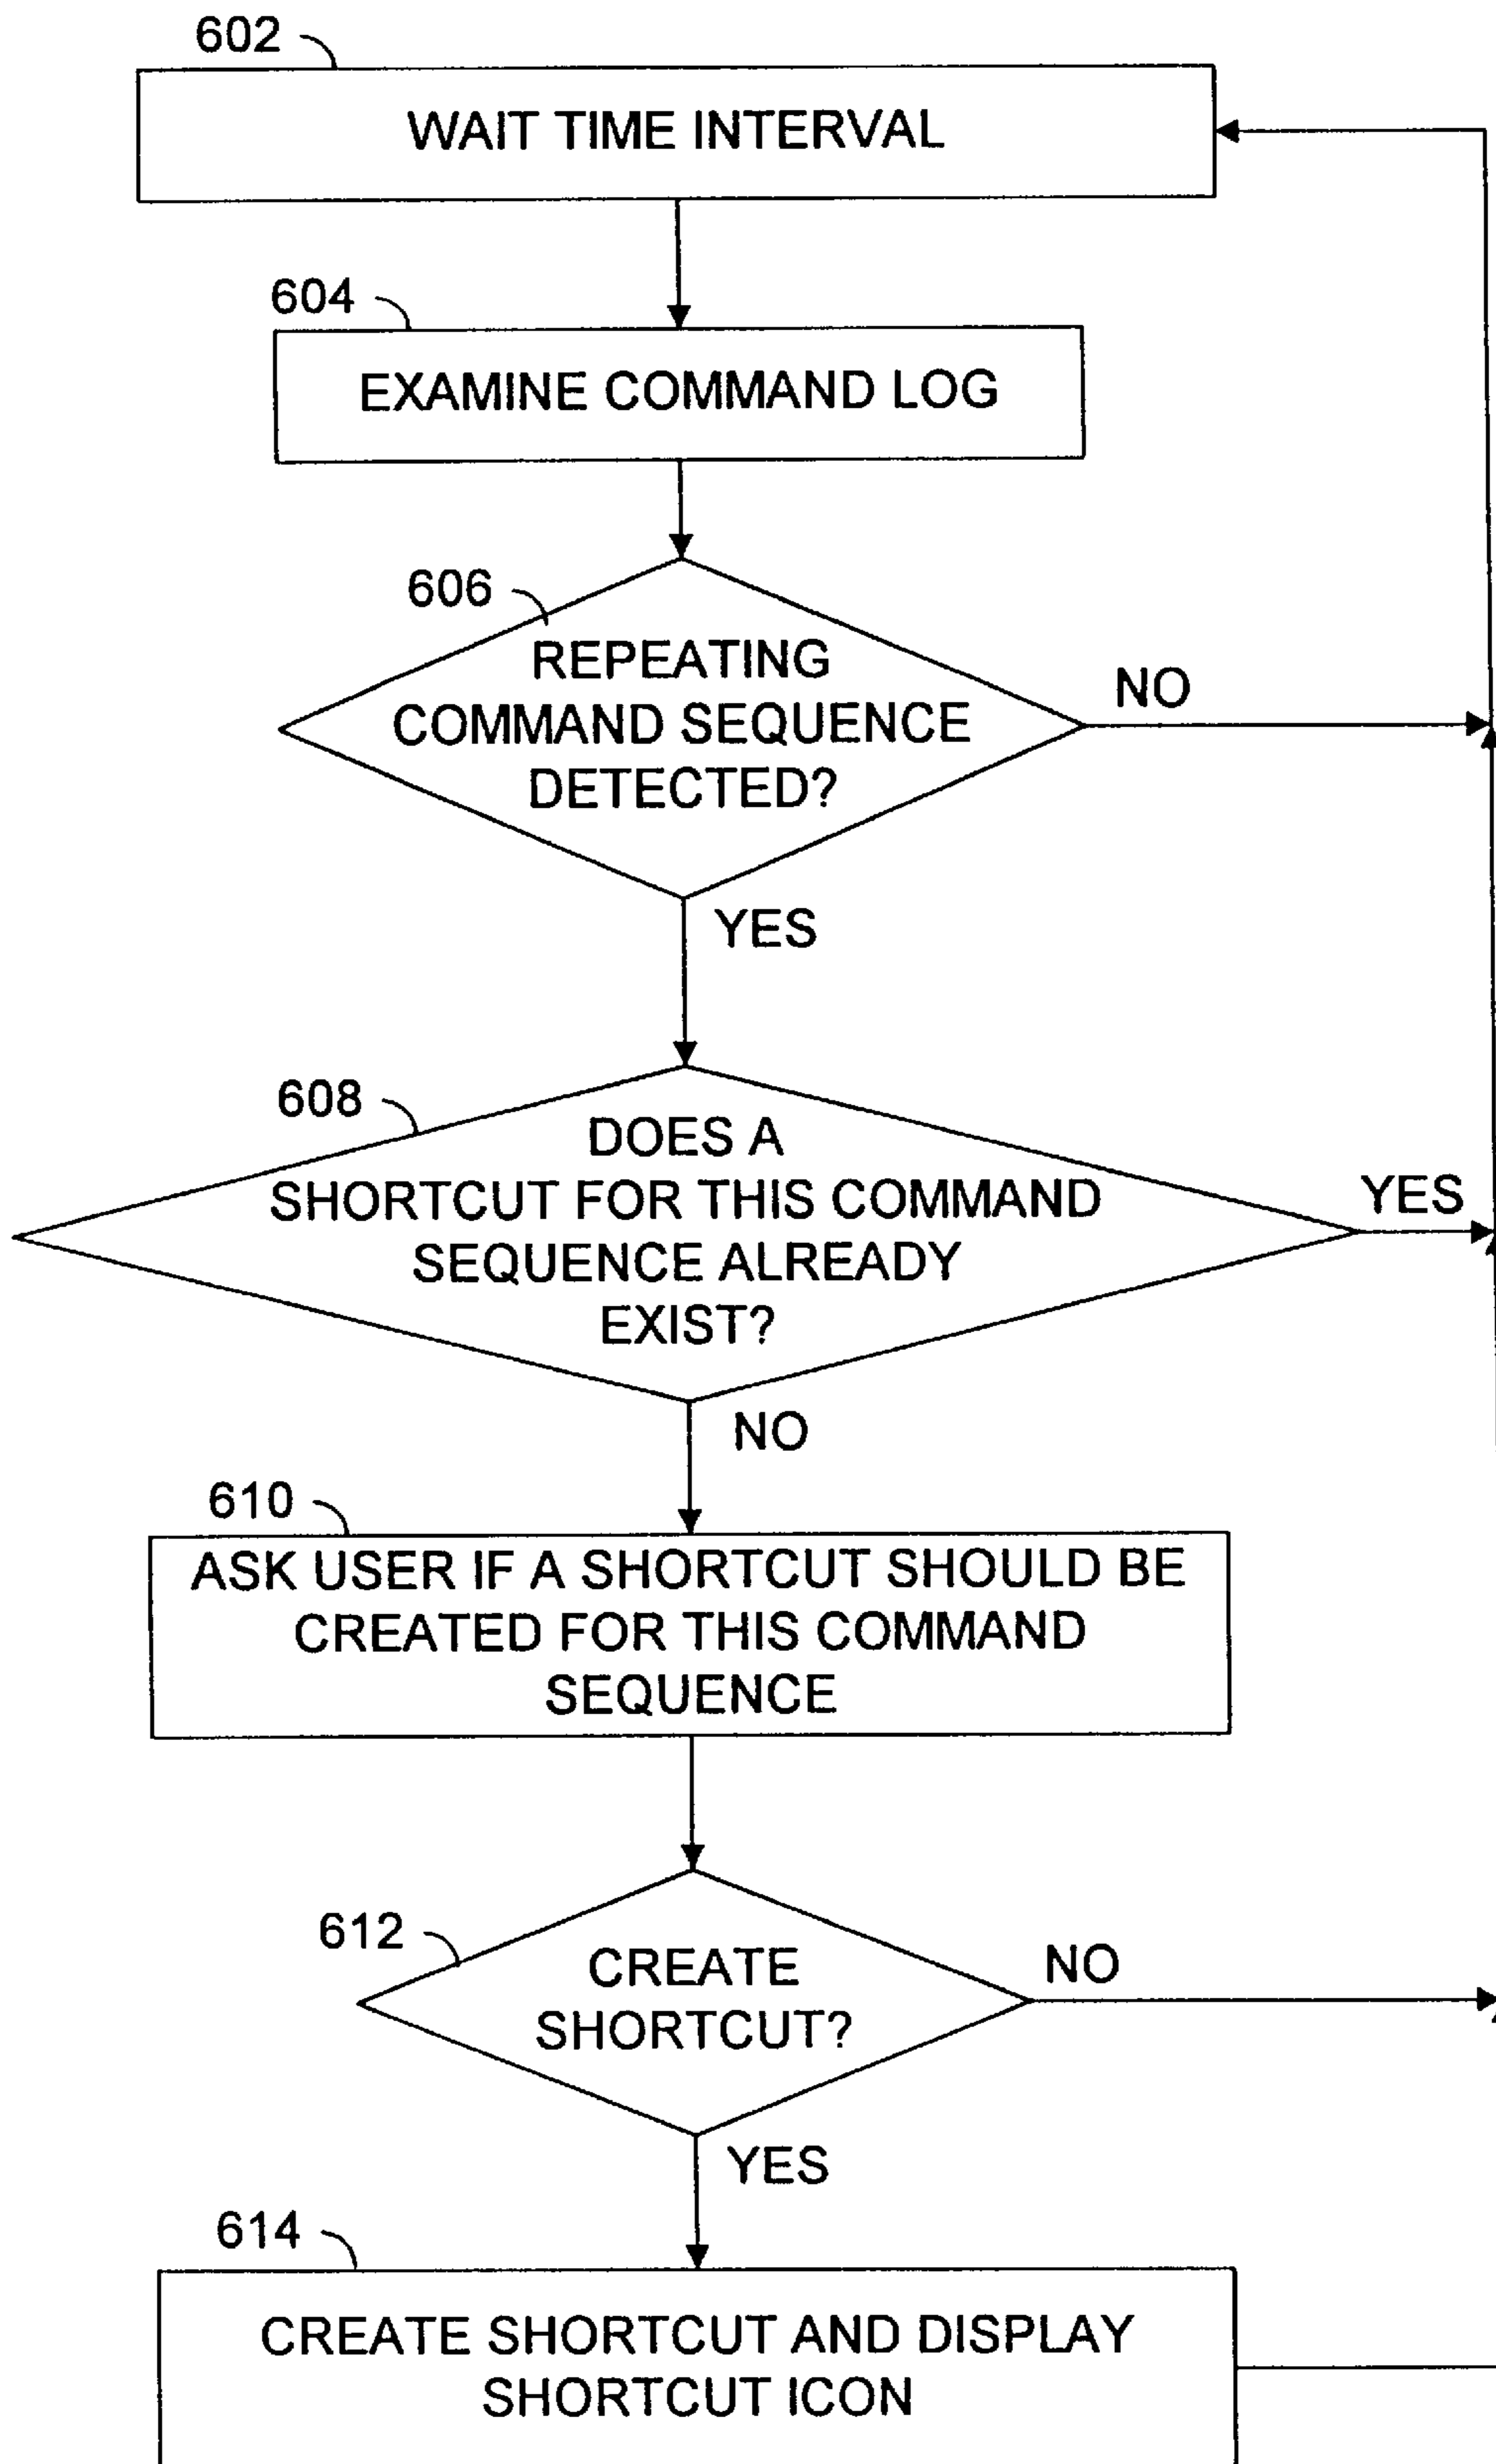 602
WAIT TIME INTERVAL
604
EXAMINE COMMAND LOG
606
REPEATING
COMMAND SEQUENCE
DETECTED?
NO
YES
608
DOES A
SHORTCUT FOR THIS COMMAND
SEQUENCE ALREADY
EXIST?
YES
NO
610
ASK USER IF A SHORTCUT SHOULD BE
CREATED FOR THIS COMMAND
SEQUENCE
612
CREATE
SHORTCUT?
NO
YES
614
CREATE SHORTCUT AND DISPLAY
SHORTCUT ICON